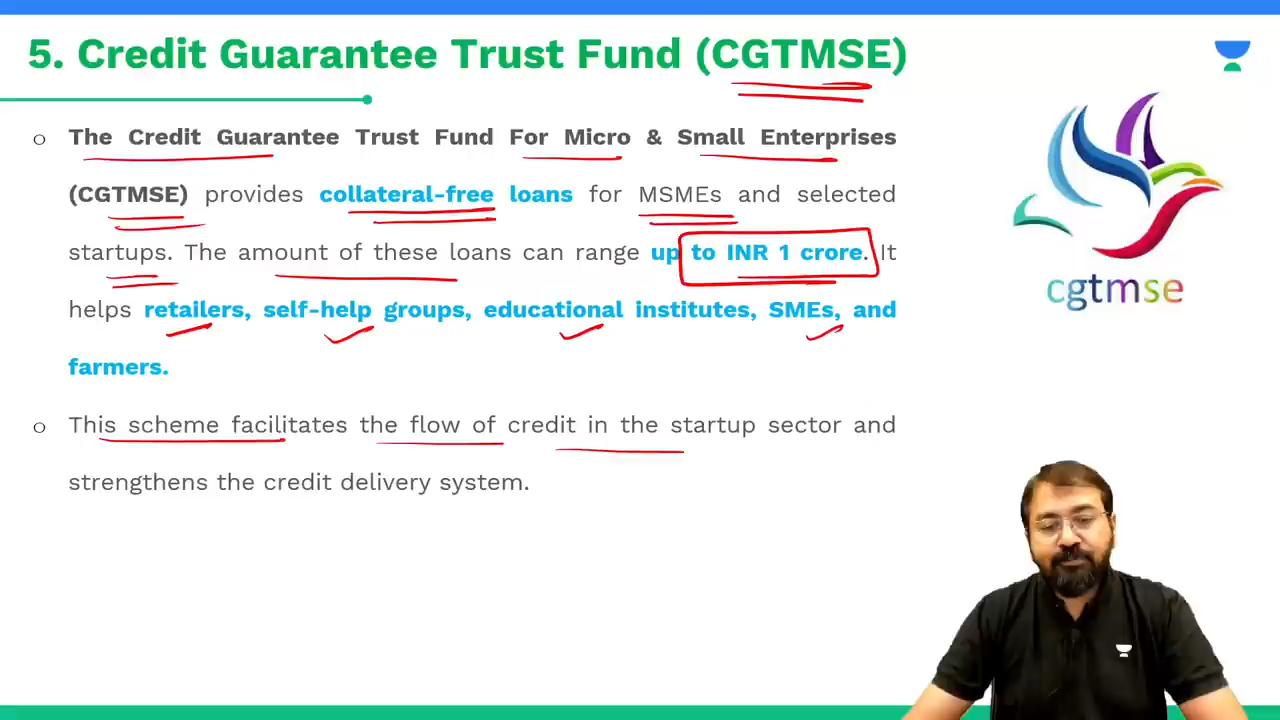 5. Credit Guarantee Trust Fund (CGTMSE)
o The Credit Guarantee Trust Fund For Micro & Small Enterprises
(CGTMSE) provides collateral-free loans for MSMEs and selected
startups. The amount of these loans can range up to INR 1 crore. It
helps retailers, self-help groups, educational institutes, SMEs, and
farmers.
o This scheme facilitates the flow of credit in the startup sector and
strengthens the credit delivery system.
cgtmse